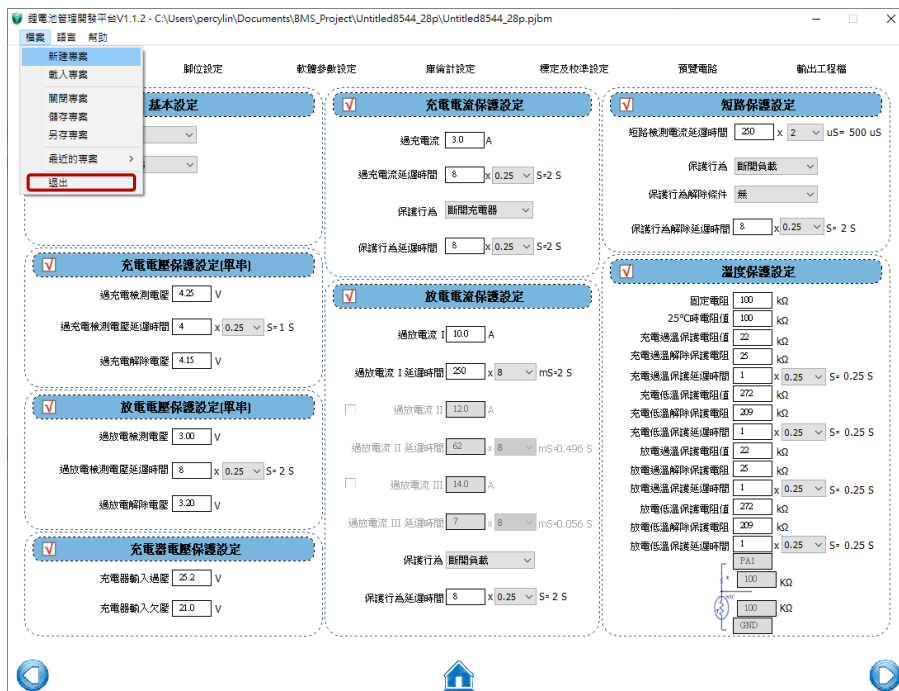 鋰電池管理開發平台V1.1.2 - C:\Users\percylin\Documents\BMS_Project\Untitled8544_28p\Untitled8544_28p.pjbm
檔案 語言 幫助
新建專案
載入專案
關閉專案
儲存專案
另存專案
最近的專案
退出
腳位設定 軟體參數設定 庫倫計設定 標定及校準設定 預覽電路 輸出工程檔
基本設定
充電電壓保護設定(單串)
過充電檢測電壓 4.25 V
過充電檢測電壓延遲時間 4 x 0.25 S=1 S
過充電解除電壓 4.15 V
放電電壓保護設定(單串)
過放電檢測電壓 3.00 V
過放電檢測電壓延遲時間 8 x 0.25 S= 2 S
過放電解除電壓 3.20 V
充電器電壓保護設定
充電器輸入過壓 25.2 V
充電器輸入欠壓 21.0 V
充電電流保護設定
過充電流 3.0 A
過充電流延遲時間 8 x 0.25 S=2 S
保護行為 斷開充電器
保護行為延遲時間 8 x 0.25 S=2 S
放電電流保護設定
過放電流 I 10.0 A
過放電流 I 延遲時間 250 x 8 mS=2 S
過放電流 II 12.0 A
過放電流 II 延遲時間 62 x 8 mS=0.496 S
過放電流 III 14.0 A
過放電流 III 延遲時間 7 x 8 mS=0.056 S
保護行為 斷開負載
保護行為延遲時間 8 x 0.25 S= 2 S
短路保護設定
短路檢測電流延遲時間 250 x 2 uS= 500 uS
保護行為 斷開負載
保護行為解除條件 無
保護行為解除延遲時間 8 x 0.25 S= 2 S
溫度保護設定
固定電阻 100 kΩ
25℃時電阻值 100 kΩ
充電過溫保護電阻值 22 kΩ
充電過溫解除保護電阻 25 kΩ
充電過溫保護延遲時間 1 x 0.25 S= 0.25 S
充電低溫保護電阻值 272 kΩ
充電低溫解除保護電阻 209 kΩ
充電低溫保護延遲時間 1 x 0.25 S= 0.25 S
放電過溫保護電阻值 22 kΩ
放電過溫解除保護電阻 25 kΩ
放電過溫保護延遲時間 1 x 0.25 S= 0.25 S
放電低溫保護電阻值 272 kΩ
放電低溫解除保護電阻 209 kΩ
放電低溫保護延遲時間 1 x 0.25 S= 0.25 S
PA1
100 KΩ
100 KΩ
GND